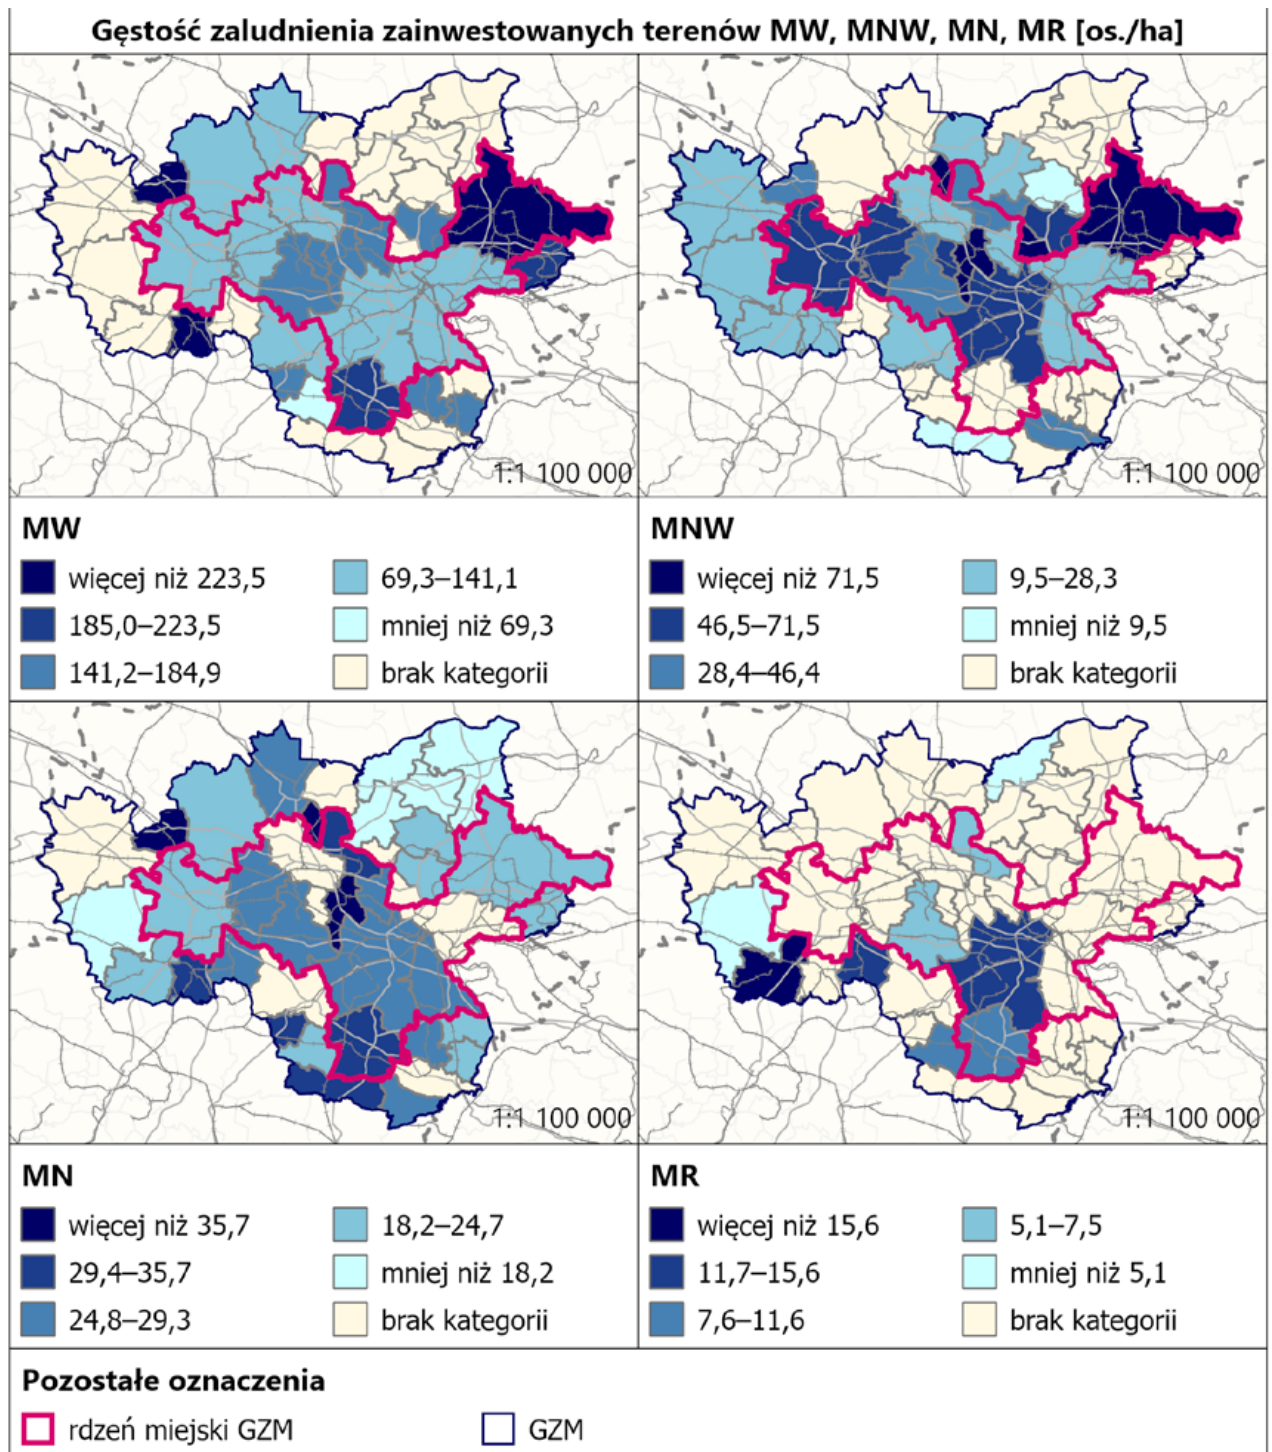 Gęstość zaludnienia zainwestowanych terenów MW, MNW, MN, MR [os./ha]
1:1 100 000
1:1 100 000
MW
więcej niż 223,5
185,0–223,5
141,2–184,9
69,3–141,1
mniej niż 69,3
brak kategorii
MNW
więcej niż 71,5
46,5–71,5
28,4–46,4
9,5–28,3
mniej niż 9,5
brak kategorii
1:1 100 000
1:1 100 000
MN
więcej niż 35,7
29,4–35,7
24,8–29,3
18,2–24,7
mniej niż 18,2
brak kategorii
MR
więcej niż 15,6
11,7–15,6
7,6–11,6
5,1–7,5
mniej niż 5,1
brak kategorii
Pozostałe oznaczenia
rdzeń miejski GZM
GZM